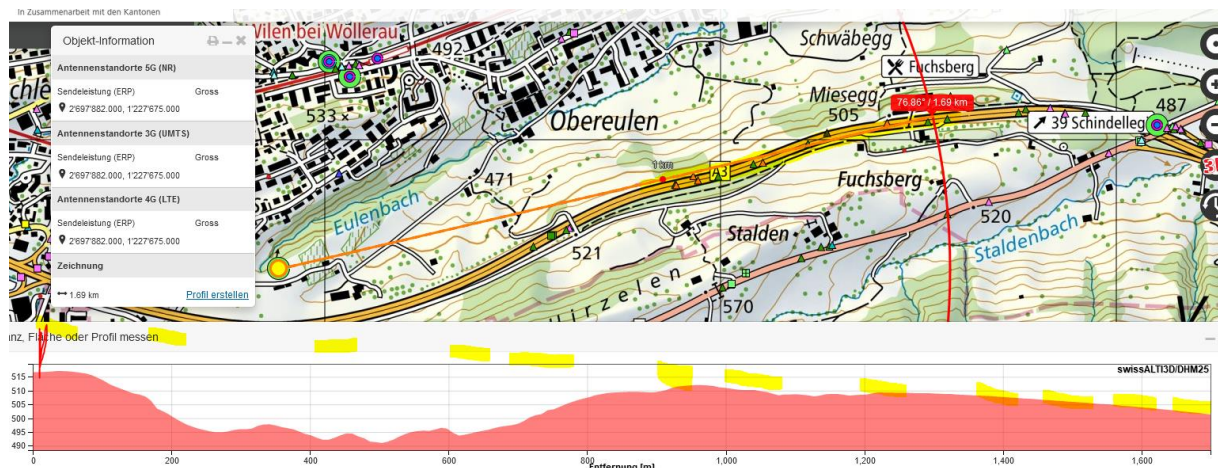 In Zusammenarbeit mit den Kantonen
Objekt-Information
Antennenstandorte 5G (NR)
Sendeleistung (ERP) Gross
2'697'882.000, 1'227'675.000
Antennenstandorte 3G (UMTS)
Sendeleistung (ERP) Gross
2'697'882.000, 1'227'675.000
Antennenstandorte 4G (LTE)
Sendeleistung (ERP) Gross
2'697'882.000, 1'227'675.000
Zeichnung
1.69 km Profil erstellen
Wilen bei Wollerau
492
Schwäbegg
Fuchsberg
76.86° / 1.69 km
Miesegg
505
487
39 Schindelleg
533
Obereulen
1 km
A3
471
Eulenbach
Fuchsberg
520
Stalden
Staldenbach
521
570
anz, Fläche oder Profil messen
swissALTI3D/DHM25
515
510
505
500
495
490
0 200 400 600 800 1,000 1,200 1,400 1,600
Entfernung [m]